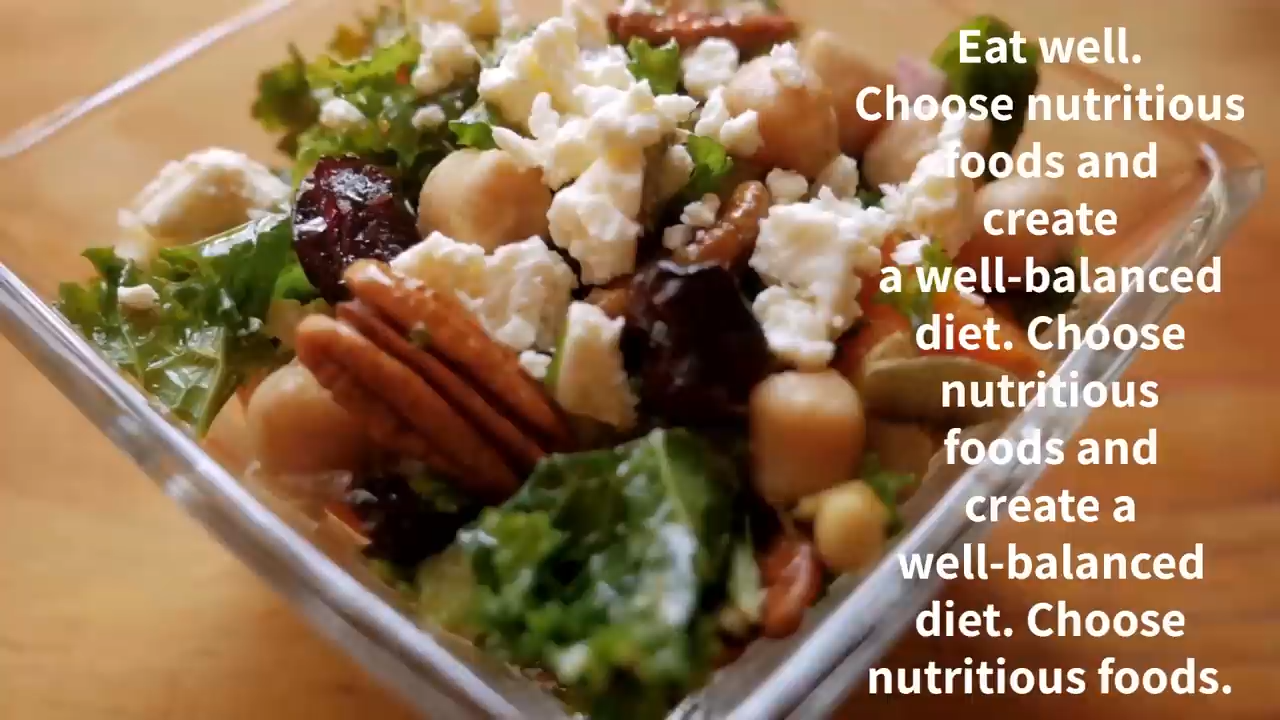 Eat well.
Choose nutritious
foods and
create
a well-balanced
diet. Choose
nutritious
foods and
create a
well-balanced
diet. Choose
nutritious foods.